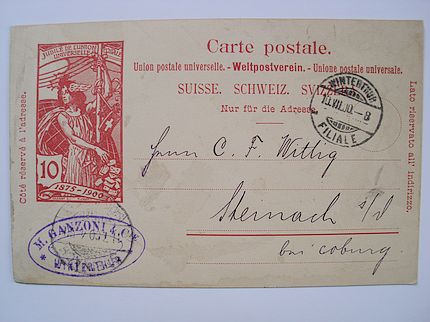 JUBILÉ DE L'UNION
UNIVERSELLE
10
1875-1900
Côté réservé à l'adresse.
Carte postale.
Union postale universelle. - Weltpostverein. - Unione postale universale.
SUISSE. SCHWEIZ. SVIZZERA
Nur für die Adresse
WINTERTHUR
FILIALE
Lato riservato all' indirizzo.
Herrn C. F. Wittig
Steinach s/d
bei Coburg.
M. GANZONI & Cie
WINTERTHUR